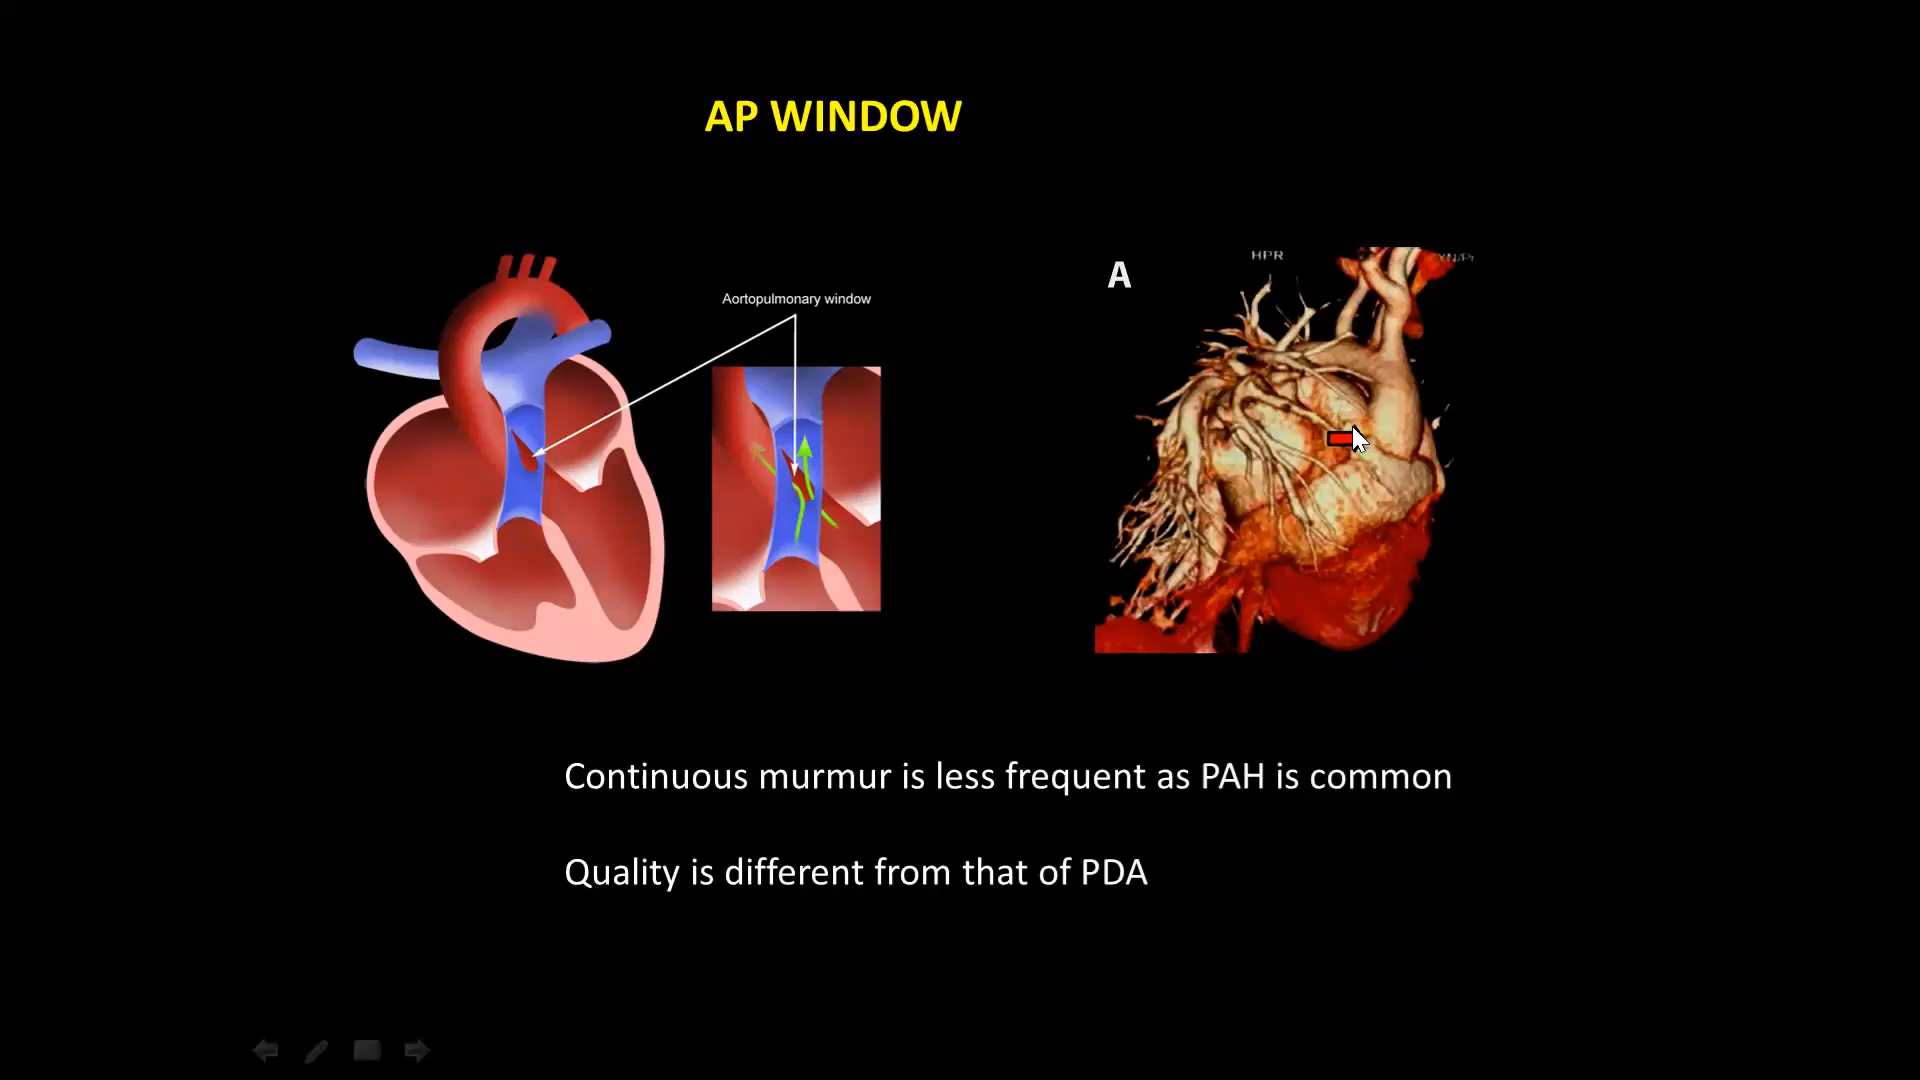 AP WINDOW
Aortopulmonary window
A
HPR
Continuous murmur is less frequent as PAH is common
Quality is different from that of PDA